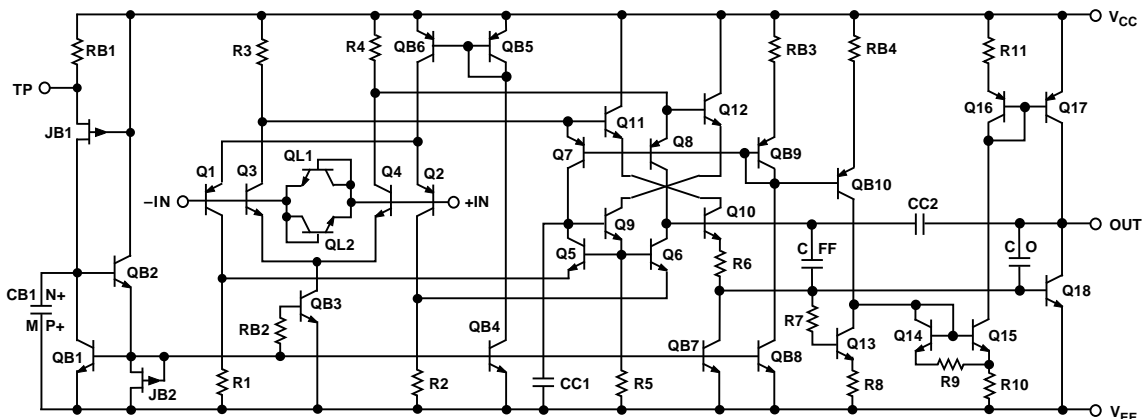 VCC
RB1
R3
R4
QB6
QB5
R11
RB3
RB4
TP
Q12
Q16
Q17
Q11
JB1
Q7
Q8
QB9
QL1
Q1
Q3
Q4
Q2
QB10
CC2
–IN
+IN
Q9
Q10
OUT
QL2
Q5
Q6
C FF
C O
R6
QB2
CB1 N+
M P+
QB3
RB2
R7
Q18
Q13
Q14
Q15
QB1
QB4
QB7
QB8
R9
JB2
R1
R2
CC1
R5
R8
R10
VEE